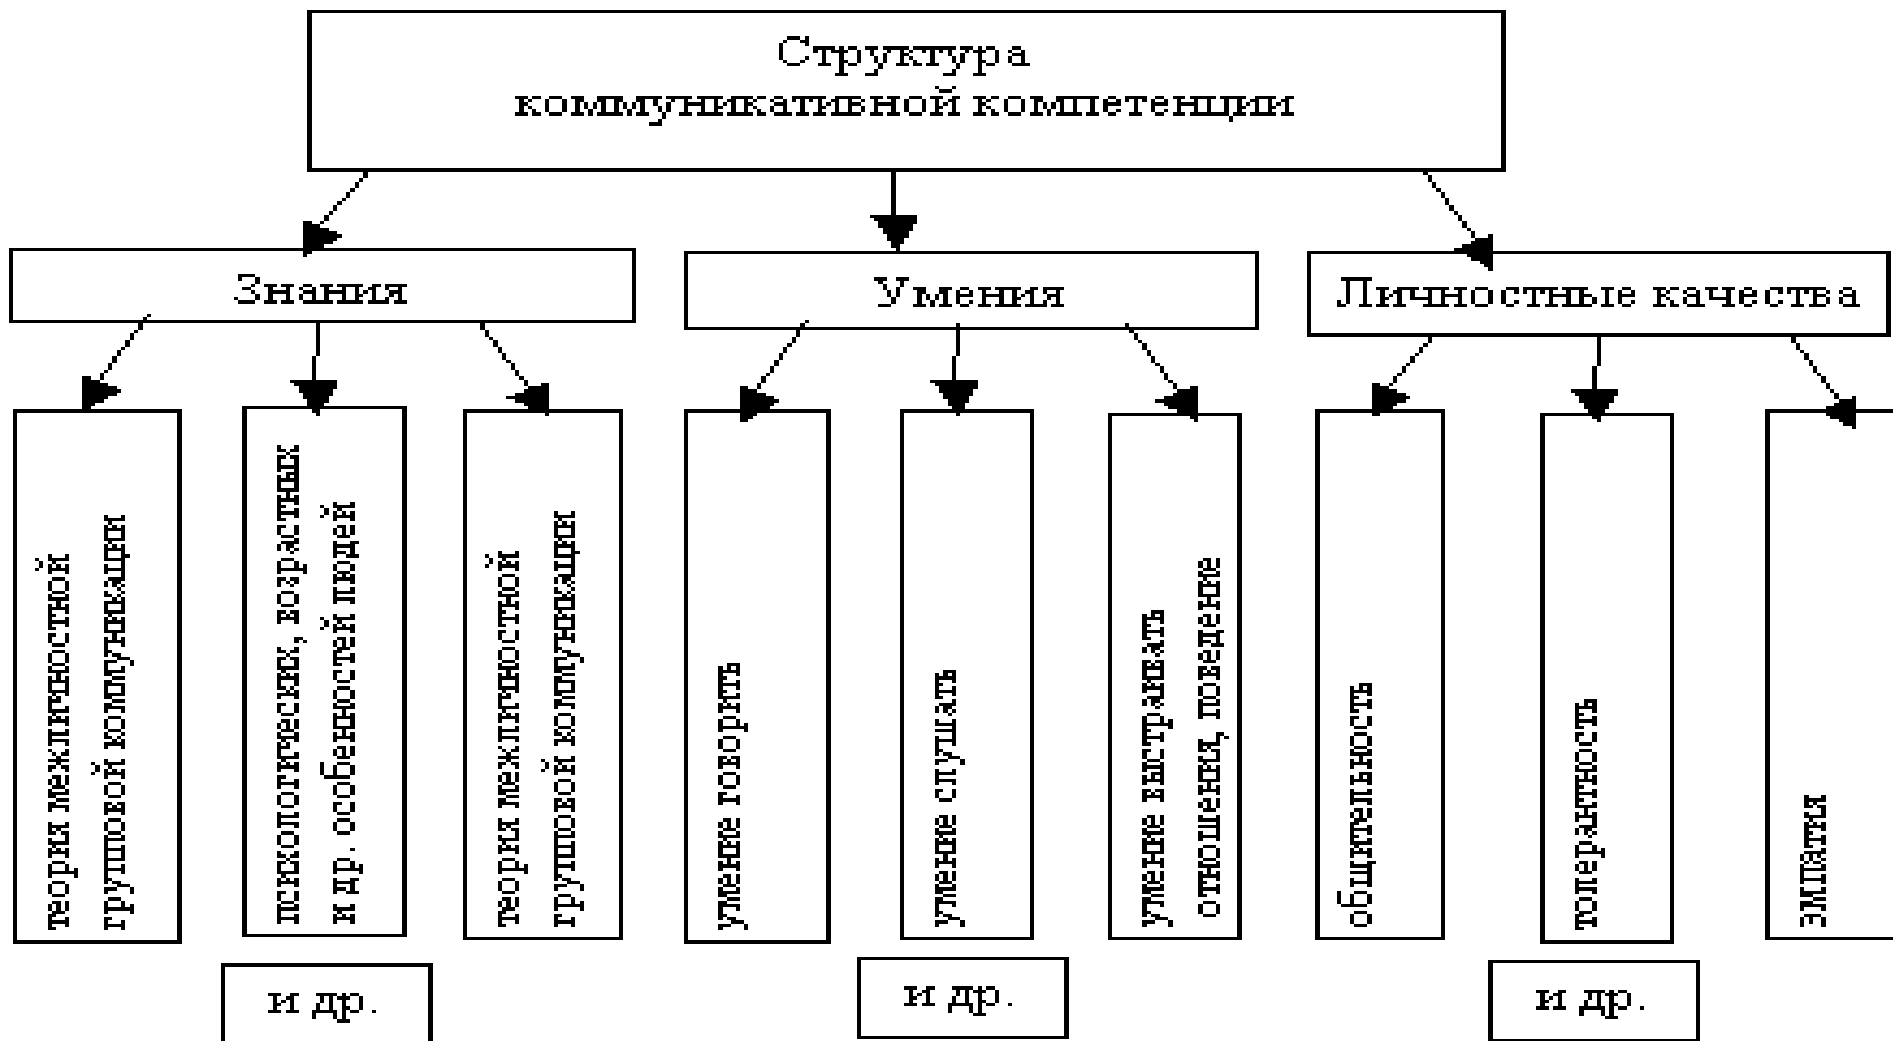 Структура
коммуникативной компетенции
Знания
Умения
Личностные качества
теория межличностной
групповой коммуникации
психологических, возрастных
и др. особенностей людей
теория межличностной
групповой коммуникации
умение говорить
умение слушать
умение выстраивать
отношения, поведение
общительность
толерантность
эмпатия
и др.
и др.
и др.